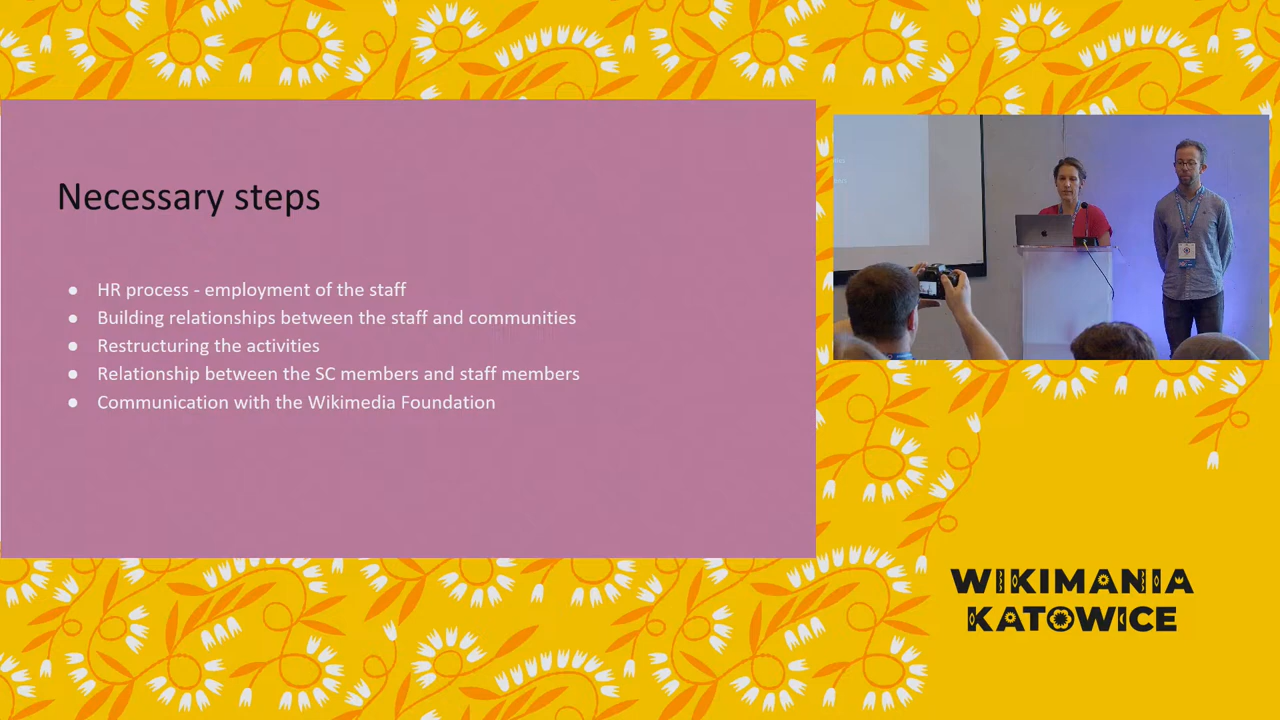 Necessary steps
● HR process - employment of the staff
● Building relationships between the staff and communities
● Restructuring the activities
● Relationship between the SC members and staff members
● Communication with the Wikimedia Foundation
WIKIMANIA
KATOWICE